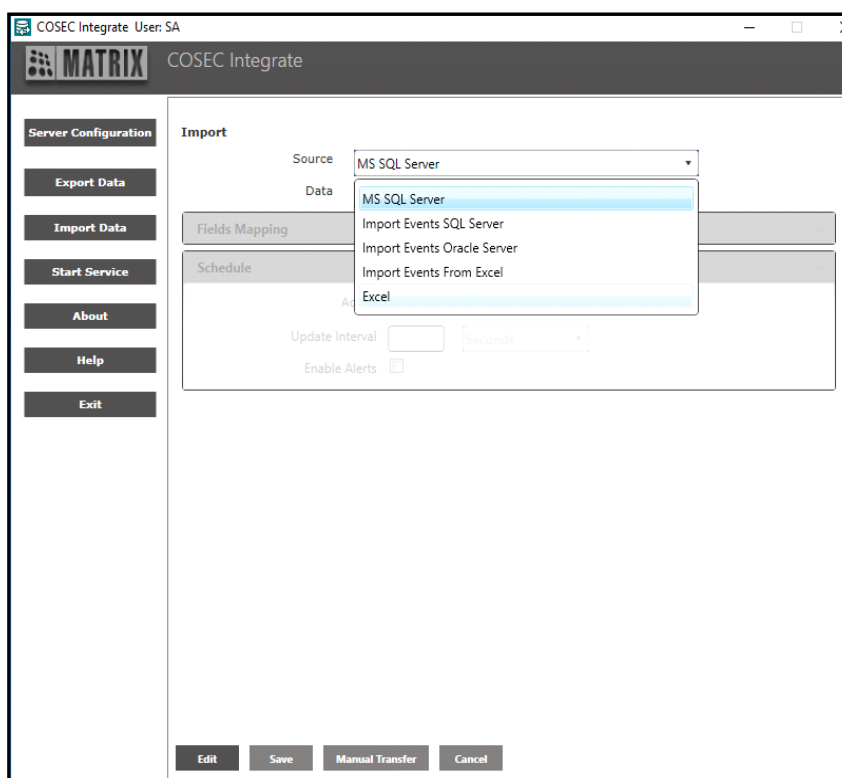 COSEC Integrate User: SA
MATRIX COSEC Integrate
Server Configuration
Export Data
Import Data
Start Service
About
Help
Exit
Import
Source MS SQL Server
Data
MS SQL Server
Import Events SQL Server
Import Events Oracle Server
Import Events From Excel
Excel
Fields Mapping
Schedule
Update Interval Seconds
Enable Alerts
Edit Save Manual Transfer Cancel